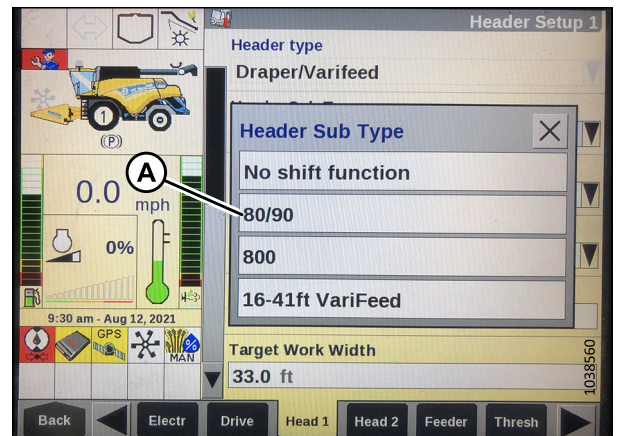 Header Setup 1
Header type
Draper/Varifeed
Header Sub Type
No shift function
80/90
800
16-41ft VariFeed
A
1
(P)
0.0 mph
0%
F
E
9:30 am - Aug 12, 2021
GPS
%
MAN
Target Work Width
33.0 ft
1038560
Back
Electr
Drive
Head 1
Head 2
Feeder
Thresh